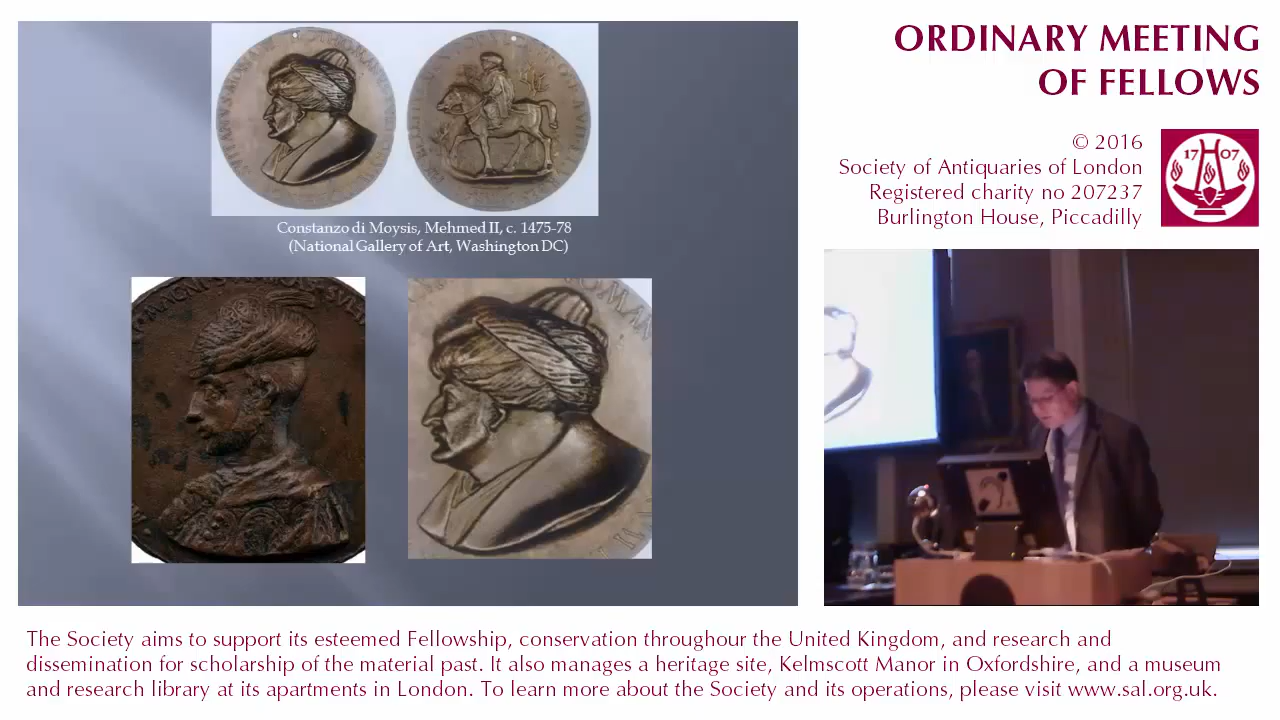 ORDINARY MEETING
OF FELLOWS
© 2016
Society of Antiquaries of London
Registered charity no 207237
Burlington House, Piccadilly
17 07
Constanzo di Moysis, Mehmed II, c. 1475-78
(National Gallery of Art, Washington DC)
The Society aims to support its esteemed Fellowship, conservation throughour the United Kingdom, and research and
dissemination for scholarship of the material past. It also manages a heritage site, Kelmscott Manor in Oxfordshire, and a museum
and research library at its apartments in London. To learn more about the Society and its operations, please visit www.sal.org.uk.